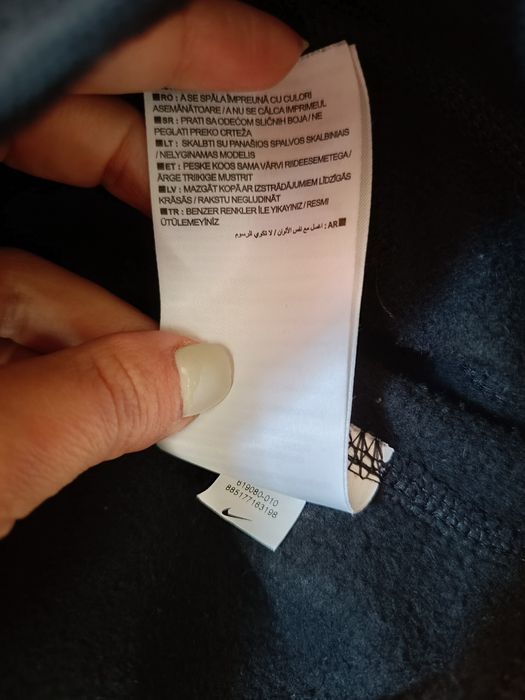 RO : A SE SPĂLA ÎMPREUNĂ CU CULORI
ASEMĂNĂTOARE / A NU SE CĂLCA IMPRIMEUL
SR : PRATI SA ODEĆOM SLIČNIH BOJA / NE
PEGLATI PREKO CRTEŽA
LT : SKALBTI SU PANAŠIOS SPALVOS SKALBINIAIS
/ NELYGINAMAS MODELIS
ET : PESKE KOOS SAMA VÄRVI RIIDEESEMETEGA /
ÄRGE TRIIKIGE MUSTRIT
LV : MAZGĀT KOPĀ AR IZSTRĀDĀJUMIEM LĪDZĪGĀS
KRĀSĀS / RAKSTU NEGLUDINĀT
TR : BENZER RENKLER İLE YIKAYINIZ / RESMI
ÜTÜLEMEYİNİZ
AR : اغسل مع نفس الألوان / لا تكوي الرسوم
619080-010
885177163198